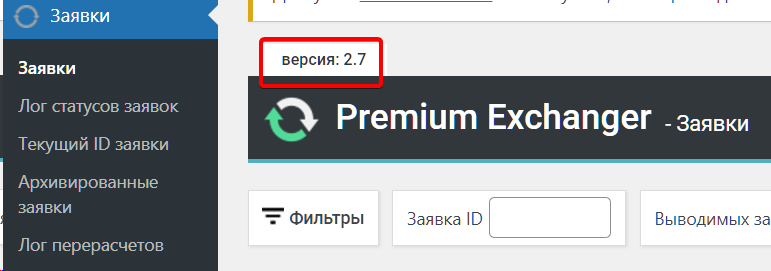 Заявки
Заявки
Лог статусов заявок
Текущий ID заявки
Архивированные
заявки
Лог перерасчетов
версия: 2.7
Premium Exchanger - Заявки
Фильтры
Заявка ID
Выводимых за